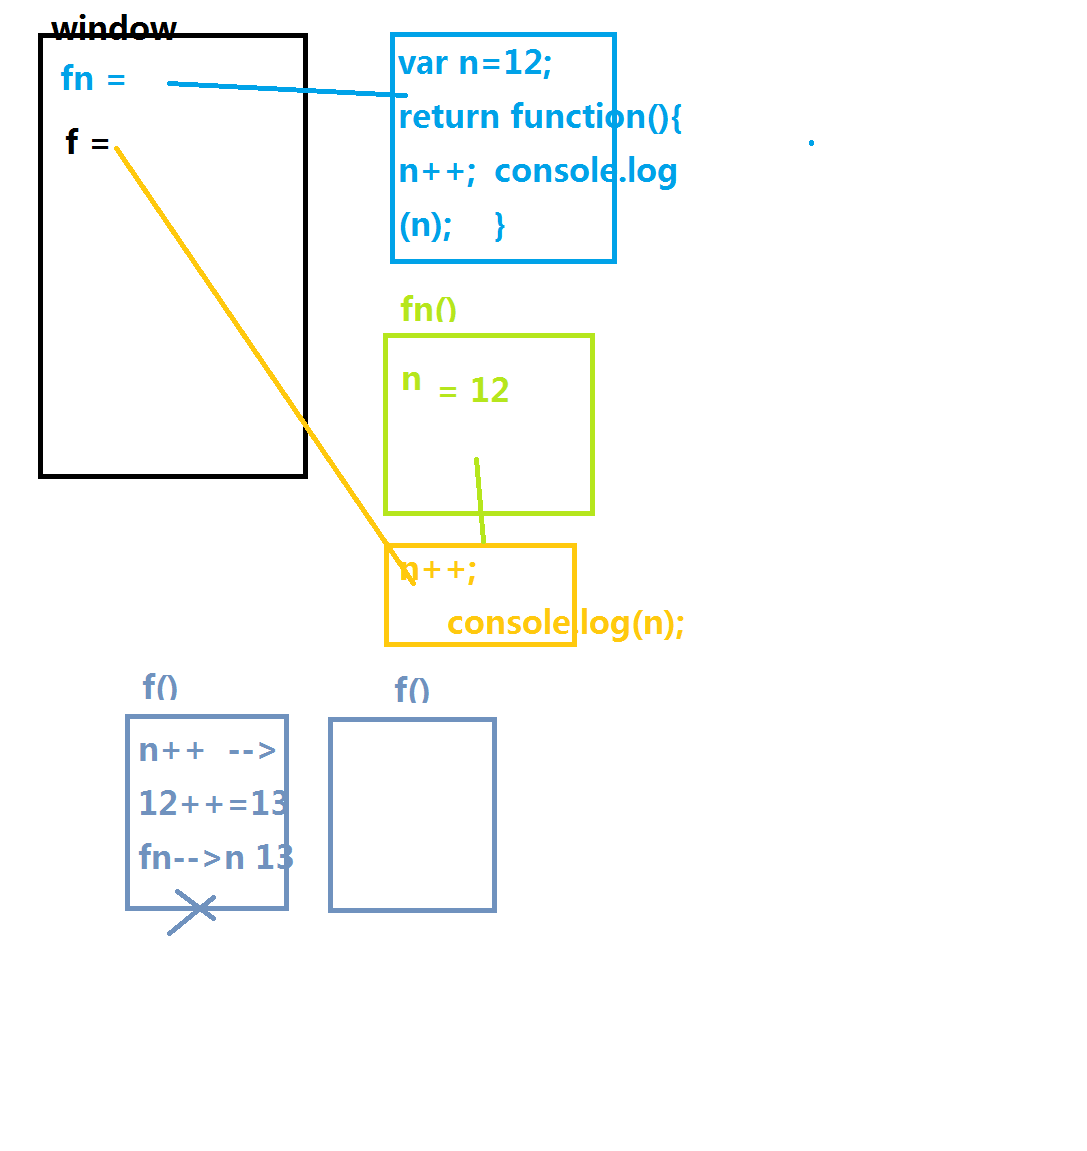 window
fn =
f =
var n=12;
return function(){
n++; console.log
(n); }
fn()
n = 12
n++;
console.log(n);
f()
n++ -->
12++=13
fn-->n 13
f()